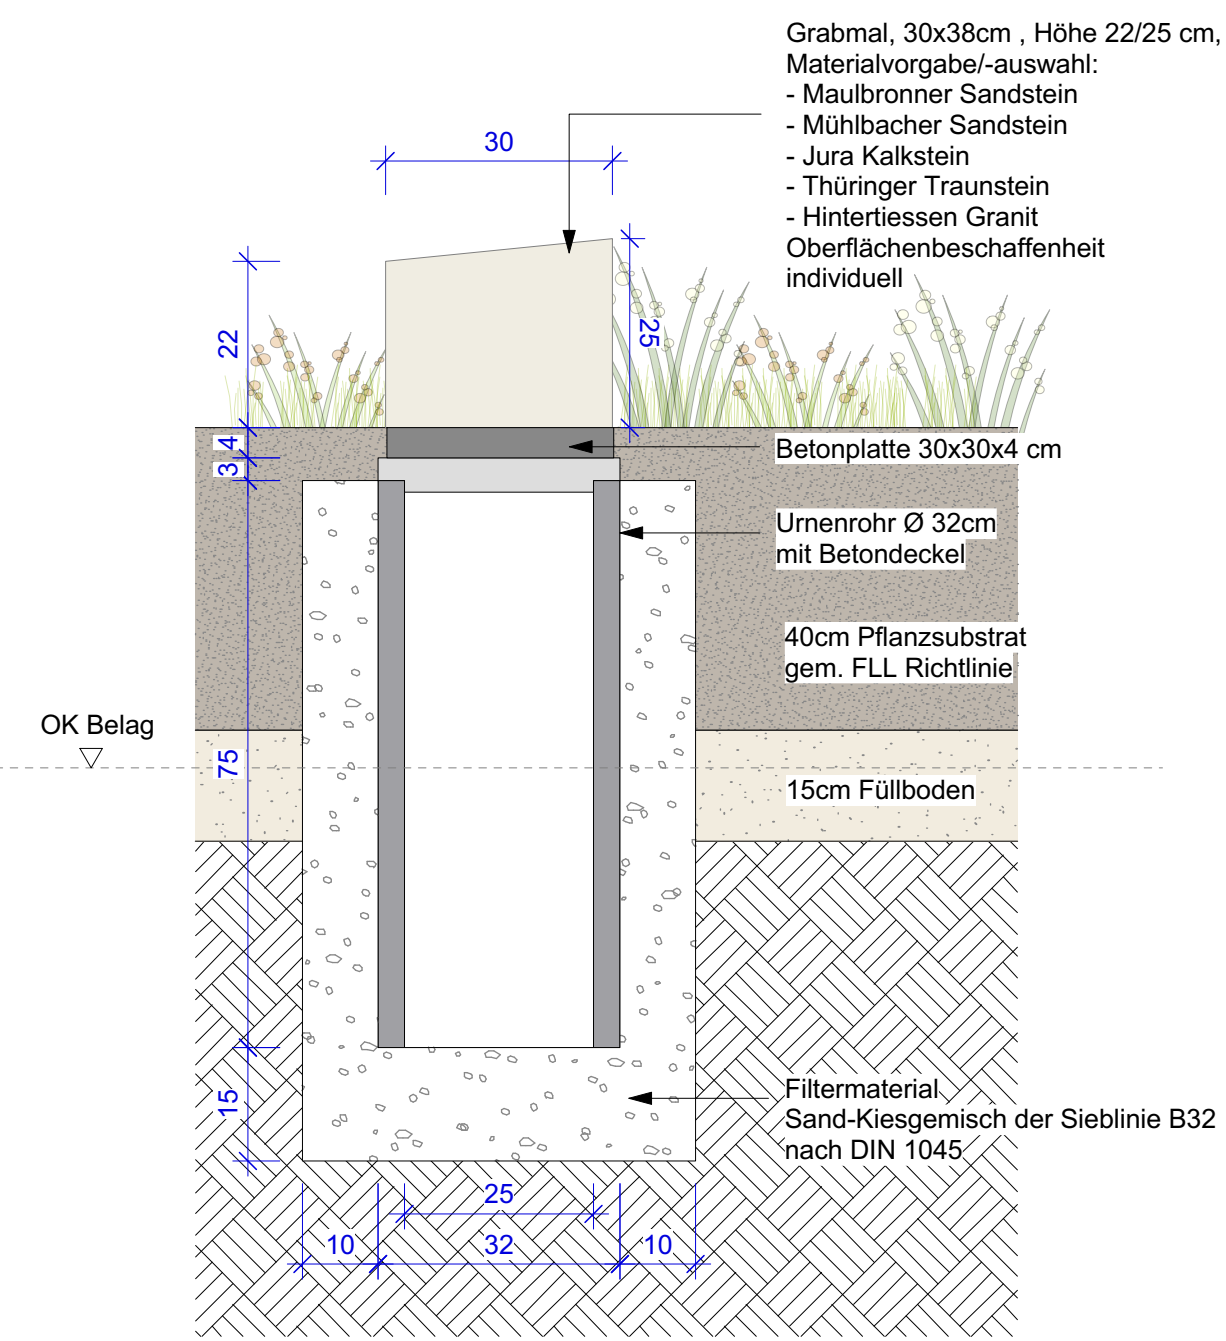 Grabmal, 30x38cm , Höhe 22/25 cm,
Materialvorgabe/-auswahl:
- Maulbronner Sandstein
- Mühlbacher Sandstein
- Jura Kalkstein
- Thüringer Traunstein
- Hintertiessen Granit
Oberflächenbeschaffenheit
individuell
30
22
25
4
3
Betonplatte 30x30x4 cm
Urnenrohr Ø 32cm
mit Betondeckel
40cm Pflanzsubstrat
gem. FLL Richtlinie
OK Belag
75
15cm Füllboden
15
Filtermaterial
Sand-Kiesgemisch der Sieblinie B32
nach DIN 1045
25
10
32
10